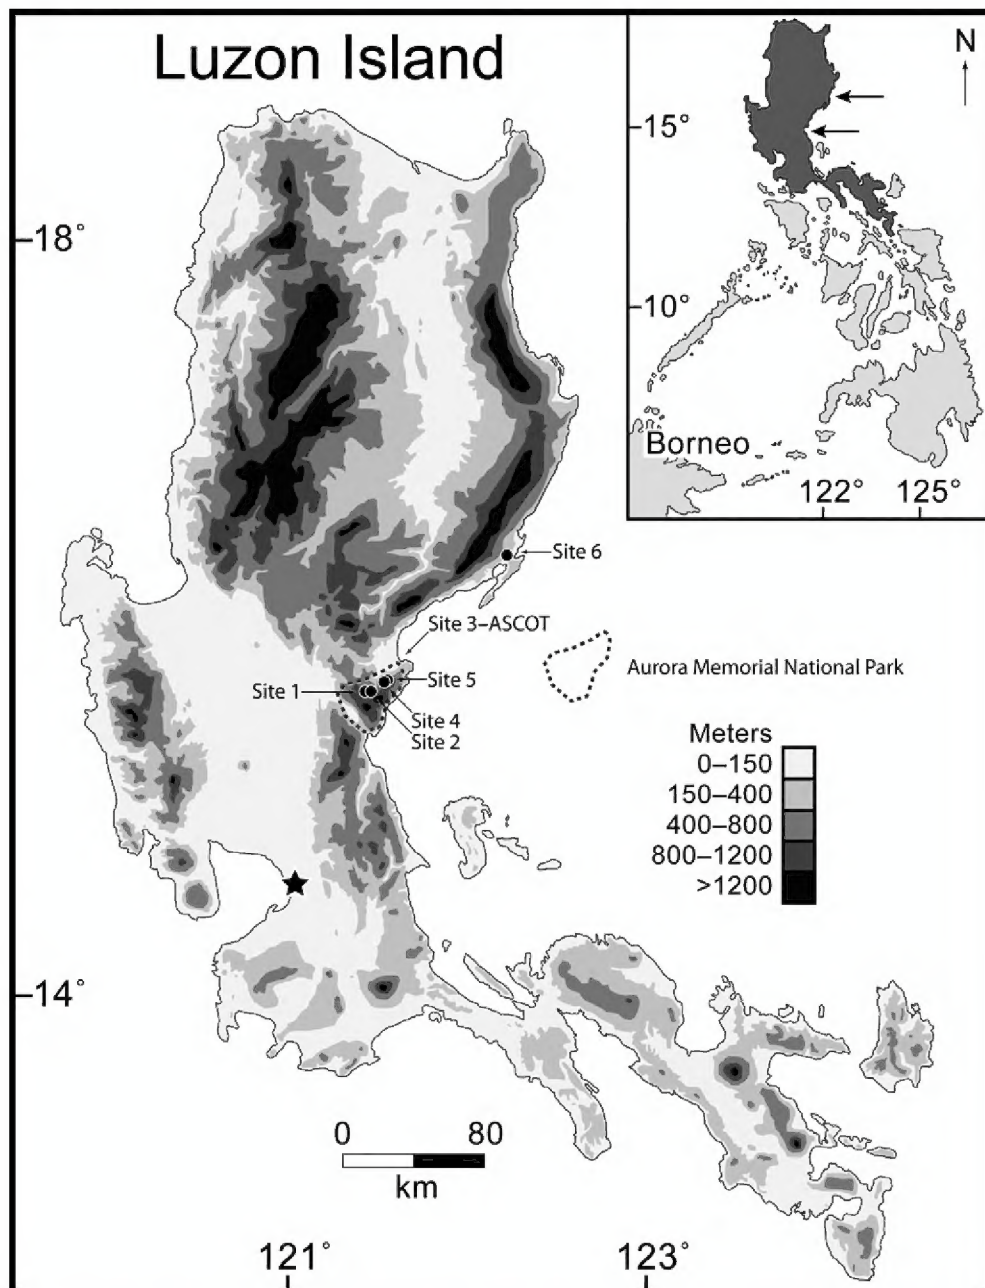 Luzon Island
N
–15°
–10°
Borneo
122° 125°
–18°
Site 6
Site 3–ASCOT
Aurora Memorial National Park
Site 1
Site 5
Site 4
Site 2
Meters
0–150
150–400
400–800
800–1200
>1200
–14°
0 80
km
121° 123°